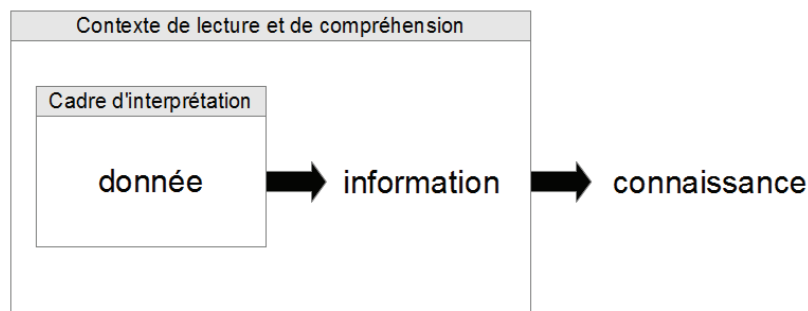 Contexte de lecture et de compréhension
Cadre d'interprétation
donnée
information
connaissance